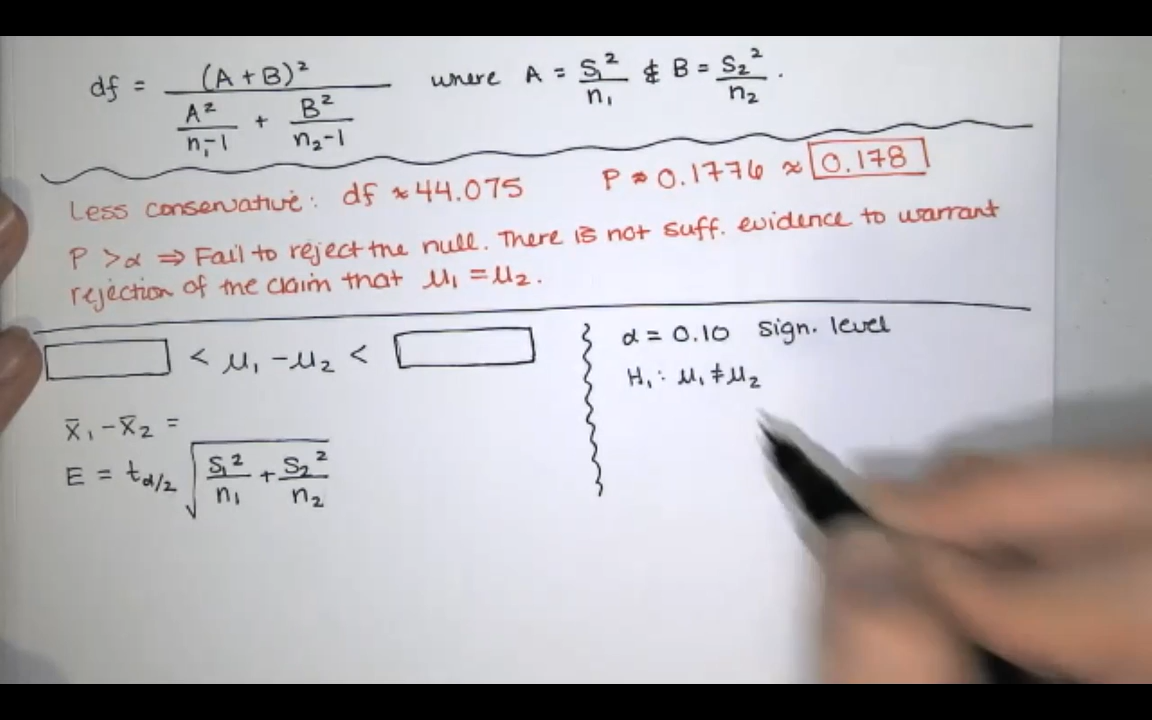 df = (A + B)² / (A² / n₁-1 + B² / n₂-1) where A = S₁² / n₁ & B = S₂² / n₂ .
Less conservative: df ≈ 44.075 P ≈ 0.1776 ≈ 0.178
P > α ⇒ Fail to reject the null. There is not suff. evidence to warrant
rejection of the claim that μ₁ = μ₂.
< μ₁ - μ₂ <
x̄₁ - x̄₂ =
E = t_α/2 √(S₁² / n₁ + S₂² / n₂)
α = 0.10 sign. level
H₁ : μ₁ ≠ μ₂